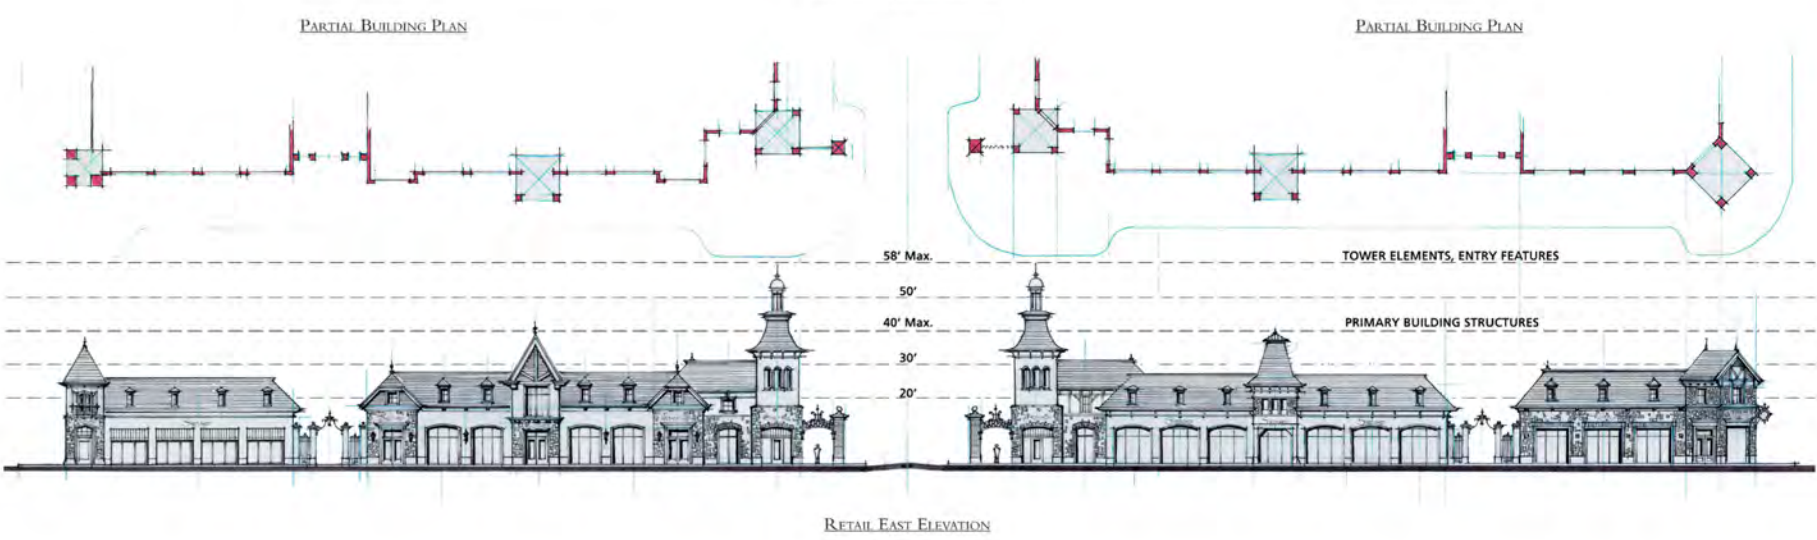 PARTIAL BUILDING PLAN
PARTIAL BUILDING PLAN
58' Max.
TOWER ELEMENTS, ENTRY FEATURES
50'
40' Max.
PRIMARY BUILDING STRUCTURES
30'
20'
RETAIL EAST ELEVATION